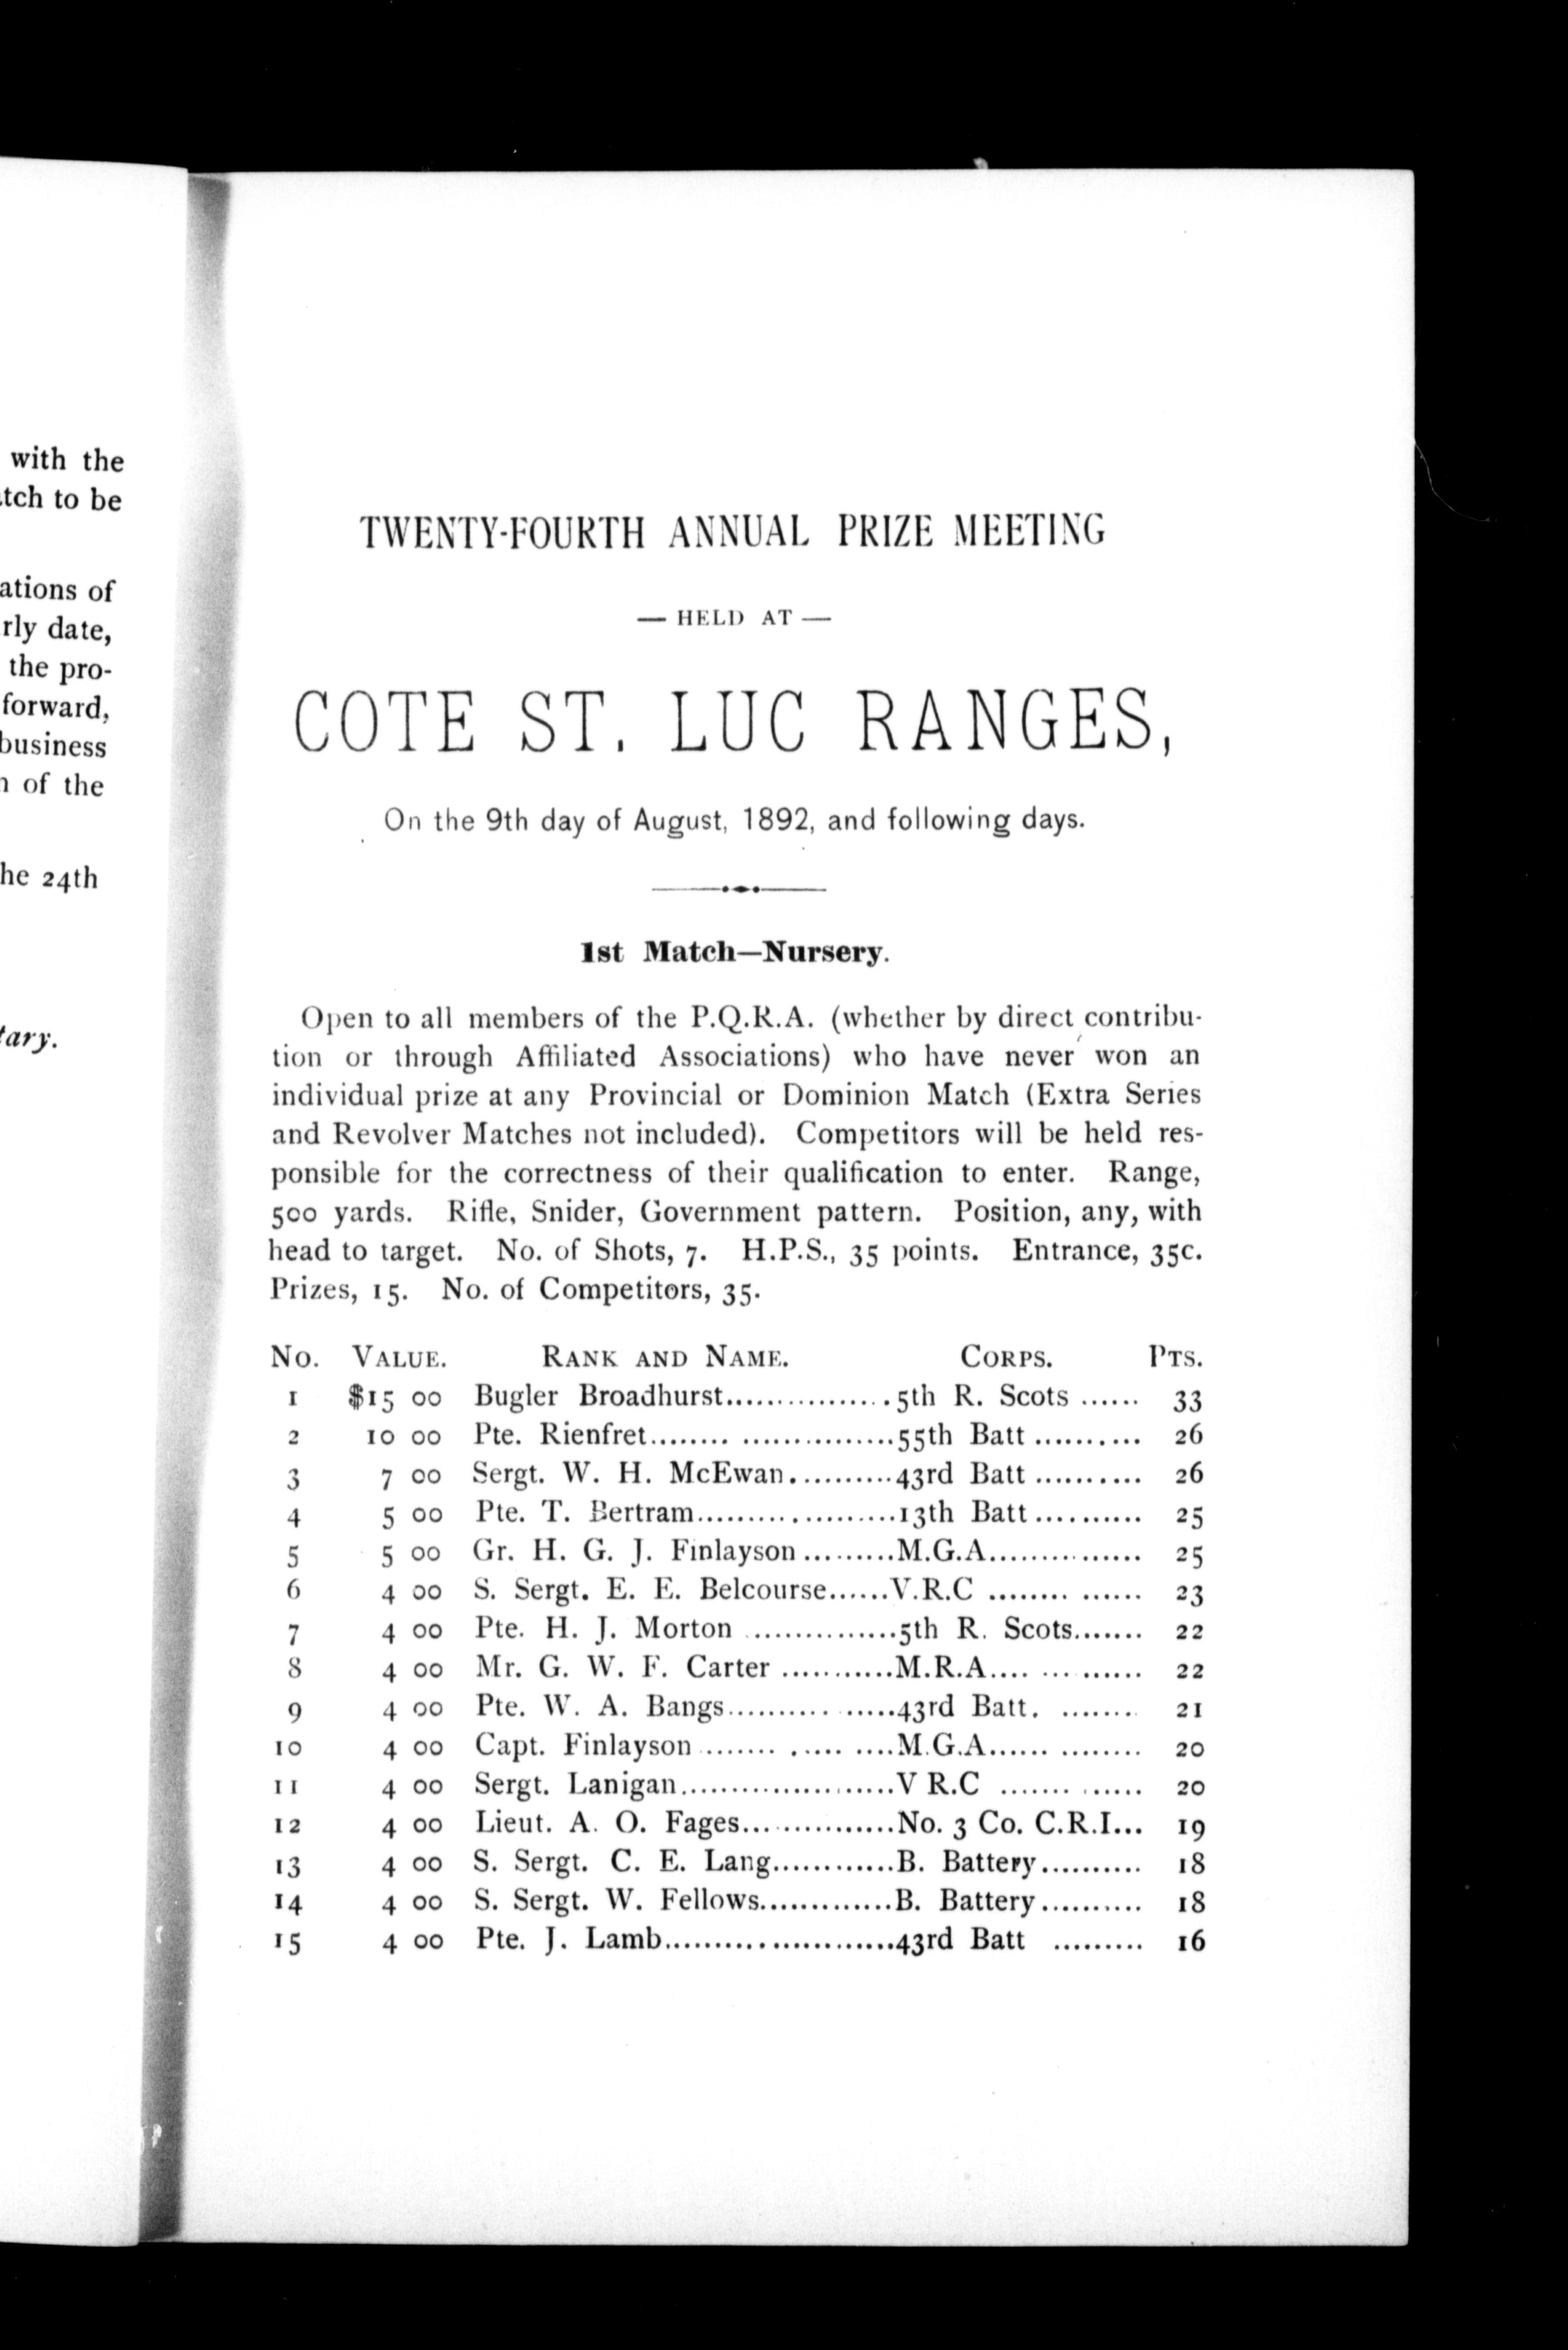 with the
tch to be
ations of
rly date,
the pro-
forward,
business
of the
he 24th
tary.
TWENTY-FOURTH ANNUAL PRIZE MEETING
— HELD AT —
COTE ST. LUC RANGES,
On the 9th day of August, 1892, and following days.
1st Match—Nursery.
Open to all members of the P.Q.R.A. (whether by direct contribu-
tion or through Affiliated Associations) who have never won an
individual prize at any Provincial or Dominion Match (Extra Series
and Revolver Matches not included). Competitors will be held res-
ponsible for the correctness of their qualification to enter. Range,
500 yards. Rifle, Snider, Government pattern. Position, any, with
head to target. No. of Shots, 7. H.P.S., 35 points. Entrance, 35c.
Prizes, 15. No. of Competitors, 35.
No. VALUE. RANK AND NAME. CORPS. PTS.
1 $15 00 Bugler Broadhurst................5th R. Scots ...... 33
2 10 00 Pte. Rienfret........ ...............55th Batt .......... 26
3 7 00 Sergt. W. H. McEwan..........43rd Batt .......... 26
4 5 00 Pte. T. Bertram....................13th Batt .......... 25
5 5 00 Gr. H. G. J. Finlayson .........M.G.A............... 25
6 4 00 S. Sergt. E. E. Belcourse......V.R.C ........ ...... 23
7 4 00 Pte. H. J. Morton ...............5th R. Scots....... 22
8 4 00 Mr. G. W. F. Carter ...........M.R.A.... ... ...... 22
9 4 00 Pte. W. A. Bangs.......... ......43rd Batt. ........ 21
10 4 00 Capt. Finlayson ........ ..... ....M.G.A...... ........ 20
11 4 00 Sergt. Lanigan.....................V R.C ....... ...... 20
12 4 00 Lieut. A. O. Fages...............No. 3 Co. C.R.I... 19
13 4 00 S. Sergt. C. E. Lang............B. Battery.......... 18
14 4 00 S. Sergt. W. Fellows.............B. Battery.......... 18
15 4 00 Pte. J. Lamb.......................43rd Batt ......... 16